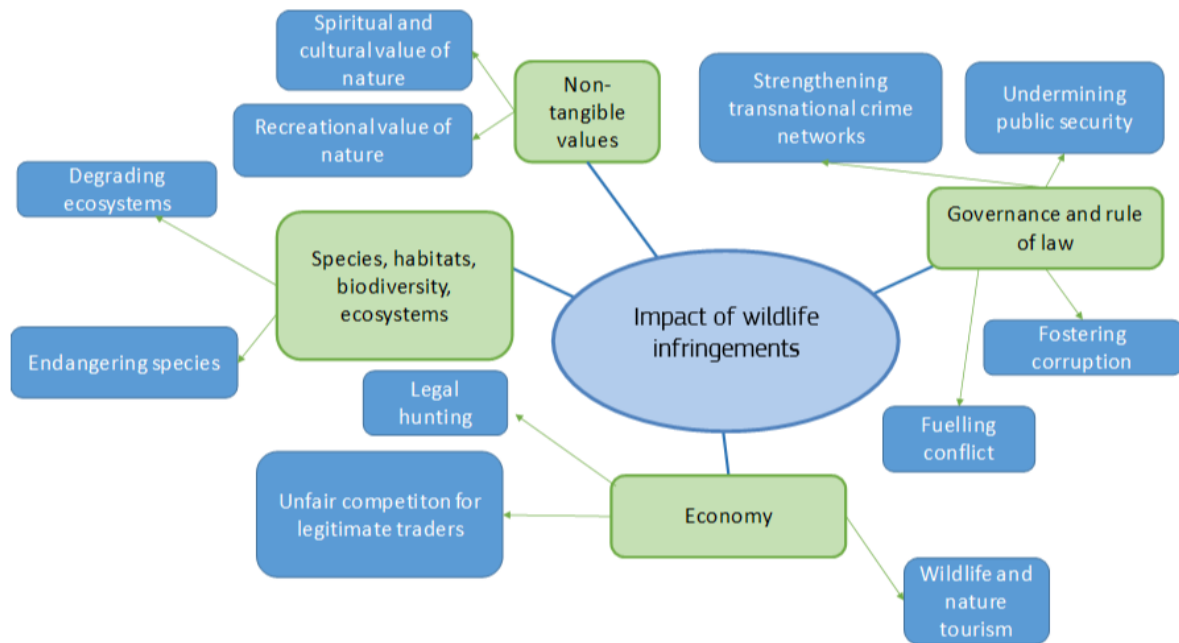 Spiritual and
cultural value of
nature
Non-
tangible
values
Recreational value of
nature
Strengthening
transnational crime
networks
Undermining
public security
Degrading
ecosystems
Species, habitats,
biodiversity,
ecosystems
Governance and rule
of law
Impact of wildlife
infringements
Endangering species
Fostering
corruption
Legal
hunting
Fuelling
conflict
Unfair competiton for
legitimate traders
Economy
Wildlife and
nature
tourism